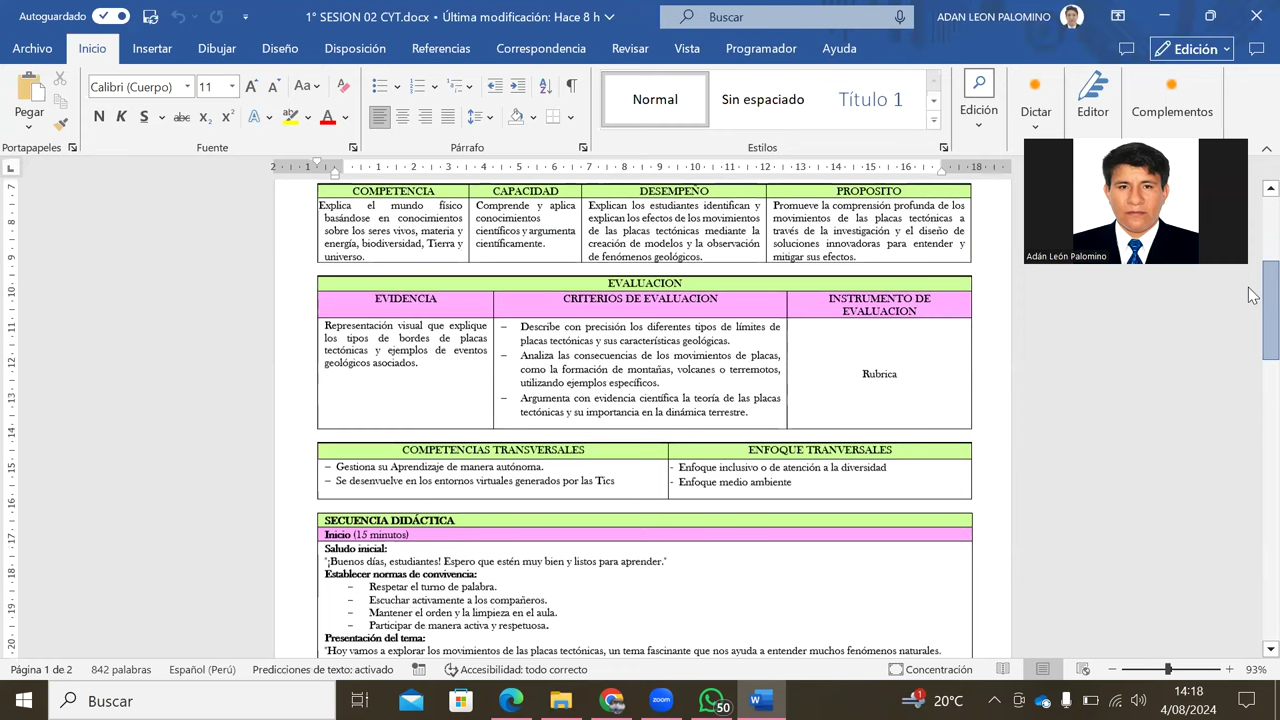 Autoguardado
1° SESION 02 CYT.docx • Última modificación: Hace 8 h
Buscar
ADAN LEON PALOMINO
Archivo Inicio Insertar Dibujar Diseño Disposición Referencias Correspondencia Revisar Vista Programador Ayuda
Edición
Pegar
Calibri (Cuerpo) 11
Normal
Sin espaciado
Título 1
Edición
Dictar
Editor
Complementos
Portapapeles
Fuente
Párrafo
Estilos
Adán León Palomino
COMPETENCIA
CAPACIDAD
DESEMPEÑO
PROPOSITO
Explica el mundo físico
basándose en conocimientos
sobre los seres vivos, materia y
energía, biodiversidad, Tierra y
universo.
Comprende y aplica
conocimientos
científicos y argumenta
científicamente.
Explican los estudiantes identifican y
explican los efectos de los movimientos
de las placas tectónicas mediante la
creación de modelos y la observación
de fenómenos geológicos.
Promueve la comprensión profunda de los
movimientos de las placas tectónicas a
través de la investigación y el diseño de
soluciones innovadoras para entender y
mitigar sus efectos.
EVALUACION
EVIDENCIA
CRITERIOS DE EVALUACION
INSTRUMENTO DE
EVALUACION
Representación visual que explique
los tipos de bordes de placas
tectónicas y ejemplos de eventos
geológicos asociados.
– Describe con precisión los diferentes tipos de límites de
placas tectónicas y sus características geológicas.
– Analiza las consecuencias de los movimientos de placas,
como la formación de montañas, volcanes o terremotos,
utilizando ejemplos específicos.
– Argumenta con evidencia científica la teoría de las placas
tectónicas y su importancia en la dinámica terrestre.
Rubrica
COMPETENCIAS TRANSVERSALES
ENFOQUE TRANVERSALES
– Gestiona su Aprendizaje de manera autónoma.
– Se desenvuelve en los entornos virtuales generados por las Tics
- Enfoque inclusivo o de atención a la diversidad
- Enfoque medio ambiente
SECUENCIA DIDÁCTICA
Inicio (15 minutos)
Saludo inicial:
"¡Buenos días, estudiantes! Espero que estén muy bien y listos para aprender."
Establecer normas de convivencia:
– Respetar el turno de palabra.
– Escuchar activamente a los compañeros.
– Mantener el orden y la limpieza en el aula.
– Participar de manera activa y respetuosa.
Presentación del tema:
"Hoy vamos a explorar los movimientos de las placas tectónicas, un tema fascinante que nos ayuda a entender muchos fenómenos naturales.
Página 1 de 2 842 palabras Español (Perú) Predicciones de texto: activado Accesibilidad: todo correcto Concentración 93%
Buscar
zoom
50
1
20°C
14:18
4/08/2024